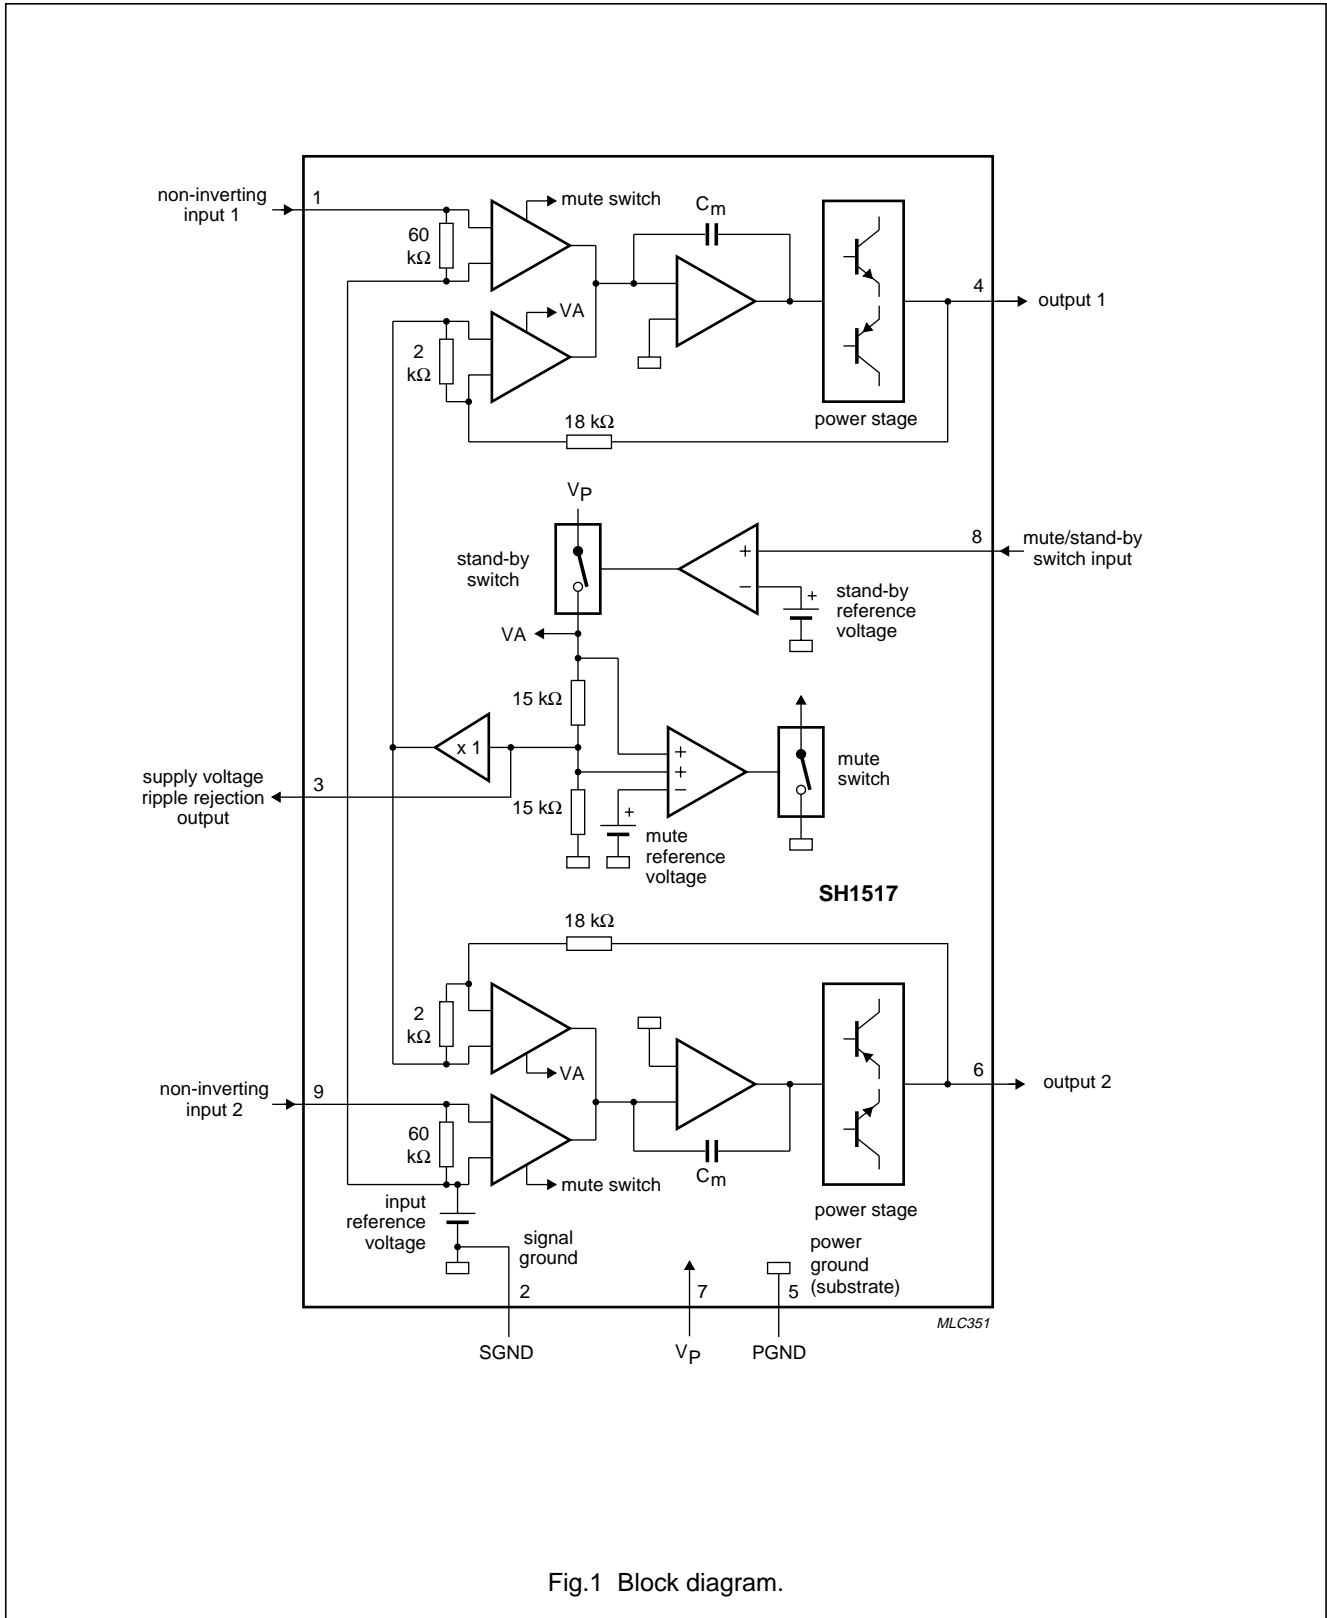 non-inverting
input 1
1
mute switch
60
kΩ
Cm
VA
2
kΩ
4
output 1
18 kΩ
power stage
VP
stand-by
switch
+
−
8
mute/stand-by
switch input
+
stand-by
reference
voltage
VA
15 kΩ
x 1
+
+
−
mute
switch
supply voltage
ripple rejection
output
3
15 kΩ
+
mute
reference
voltage
SH1517
18 kΩ
2
kΩ
VA
non-inverting
input 2
9
6
output 2
60
kΩ
Cm
mute switch
input
reference
voltage
power stage
signal
ground
power
ground
(substrate)
2
7
5
MLC351
SGND
VP
PGND
Fig.1 Block diagram.